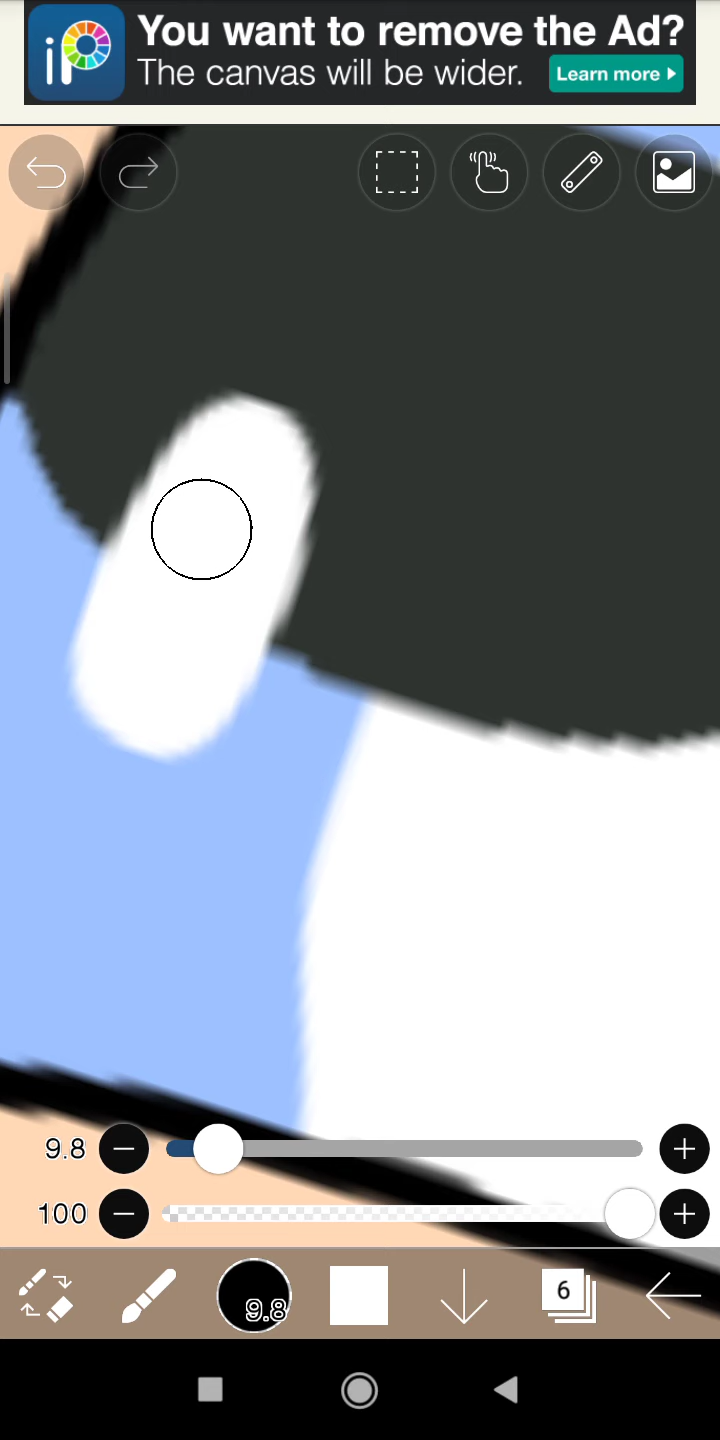 iP
You want to remove the Ad?
The canvas will be wider.
Learn more
9.8
100
9.8
6